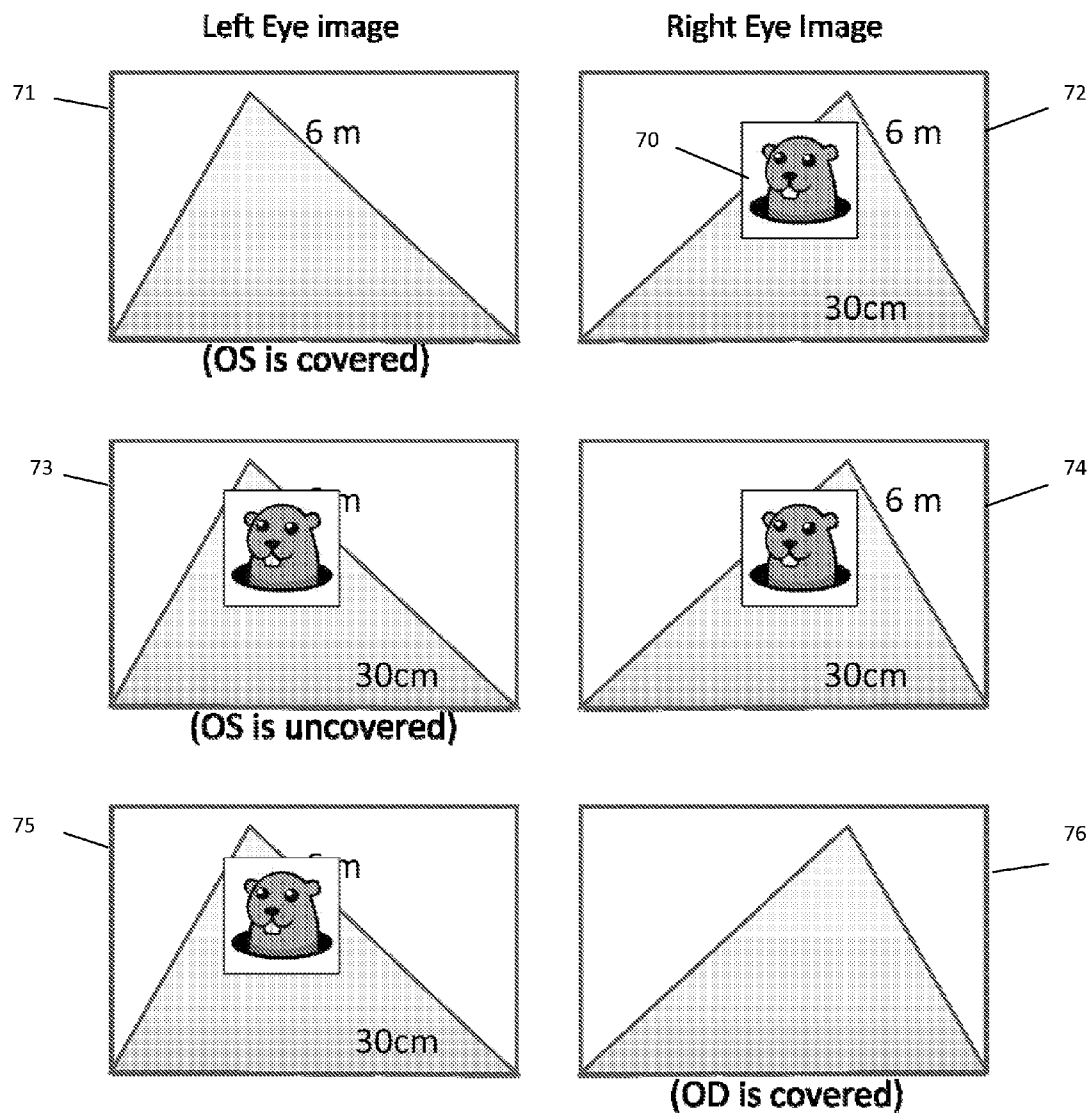 Left Eye image
Right Eye Image
71
6 m
(OS is covered)
70
6 m
30cm
72
73
m
30cm
(OS is uncovered)
6 m
30cm
74
75
m
30cm
76
(OD is covered)